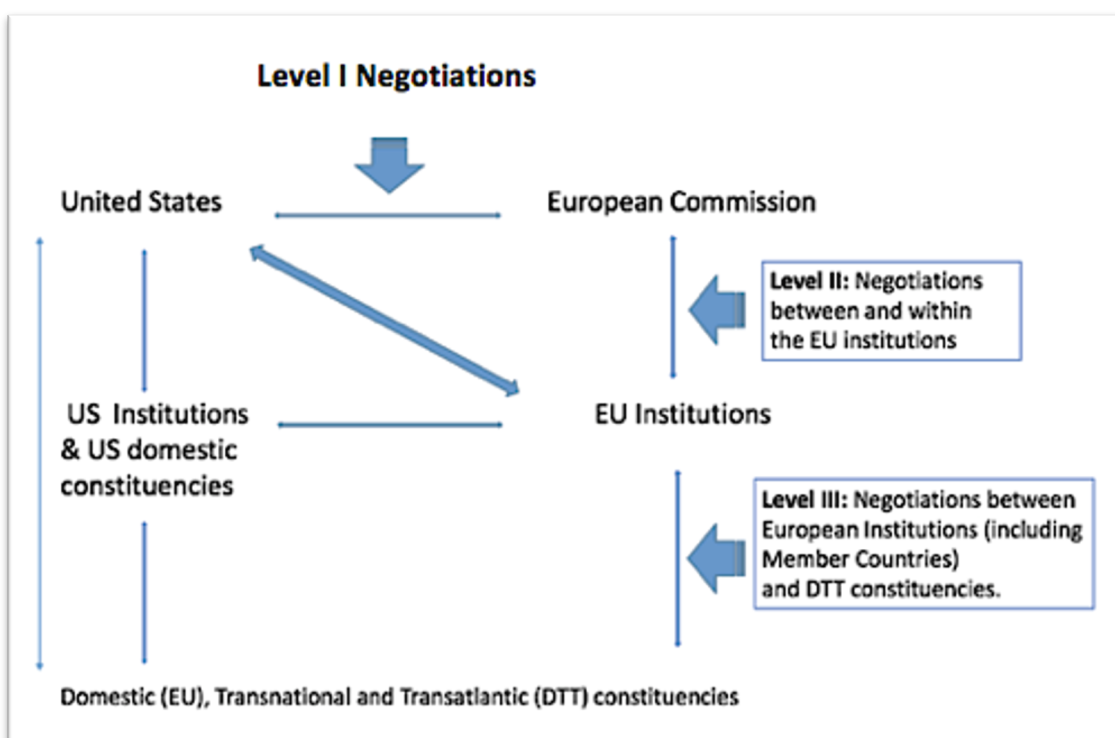 Level I Negotiations
United States
European Commission
Level II: Negotiations
between and within
the EU institutions
US Institutions
& US domestic
constituencies
EU Institutions
Level III: Negotiations between
European Institutions (including
Member Countries)
and DTT constituencies.
Domestic (EU), Transnational and Transatlantic (DTT) constituencies